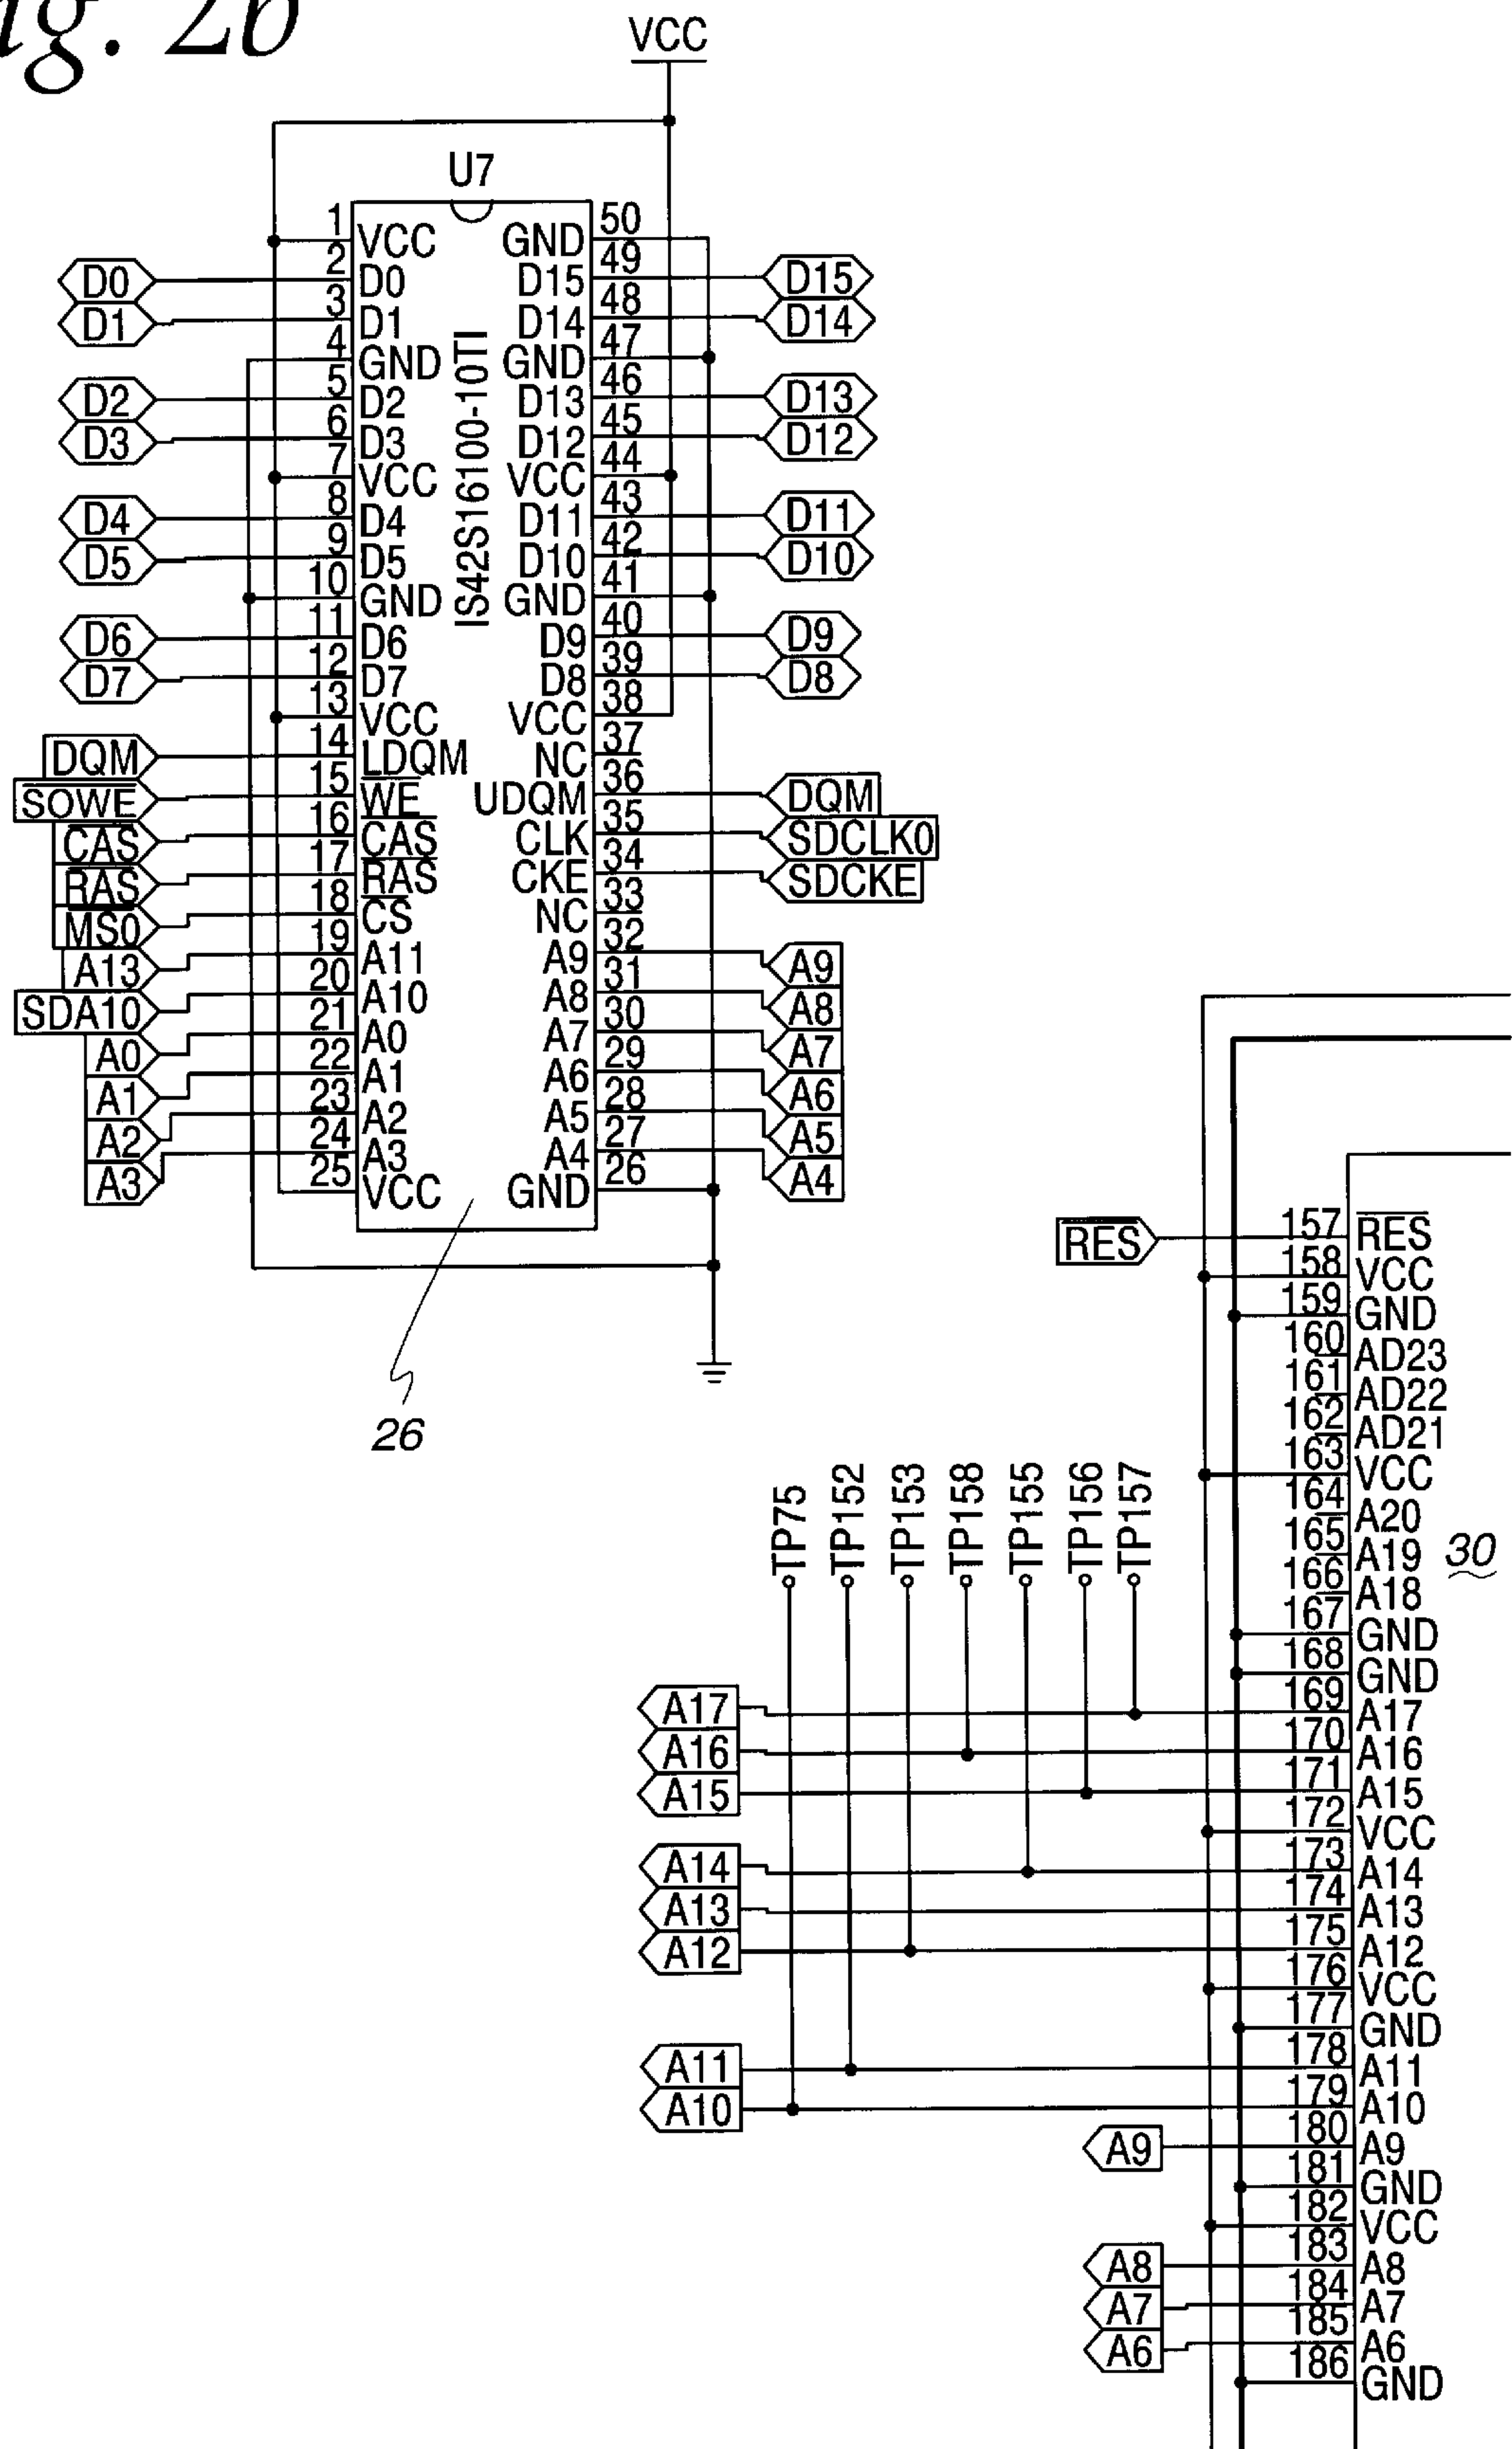 Fig. 2b
VCC
U7
IS42S16100-10TI
D0 2 D0
D1 3 D1
1 VCC
4 GND
D2 5 D2
D3 6 D3
7 VCC
D4 8 D4
D5 9 D5
10 GND
D6 11 D6
D7 12 D7
13 VCC
DQM 14 LDQM
SOWE 15 WE
CAS 16 CAS
RAS 17 RAS
MS0 18 CS
A13 19 A11
SDA10 20 A10
A0 21 A0
A1 22 A1
A2 23 A2
A3 24 A3
25 VCC
GND 50
D15 49 D15
D14 48 D14
GND 47
D13 46 D13
D12 45 D12
VCC 44
D11 43 D11
D10 42 D10
GND 41
D9 40 D9
D8 39 D8
VCC 38
NC 37
UDQM 36 DQM
CLK 35 SDCLK0
CKE 34 SDCKE
NC 33
A9 32 A9
A8 31 A8
A7 30 A7
A6 29 A6
A5 28 A5
A4 27 A4
GND 26
26
RES 157 RES
158 VCC
159 GND
160 AD23
161 AD22
162 AD21
163 VCC
164 A20
165 A19
166 A18
167 GND
168 GND
30
TP75
TP152
TP153
TP158
TP155
TP156
TP157
A17 169 A17
A16 170 A16
A15 171 A15
172 VCC
A14 173 A14
A13 174 A13
A12 175 A12
176 VCC
177 GND
A11 178 A11
A10 179 A10
A9 180 A9
181 GND
182 VCC
A8 183 A8
A7 184 A7
A6 185 A6
186 GND